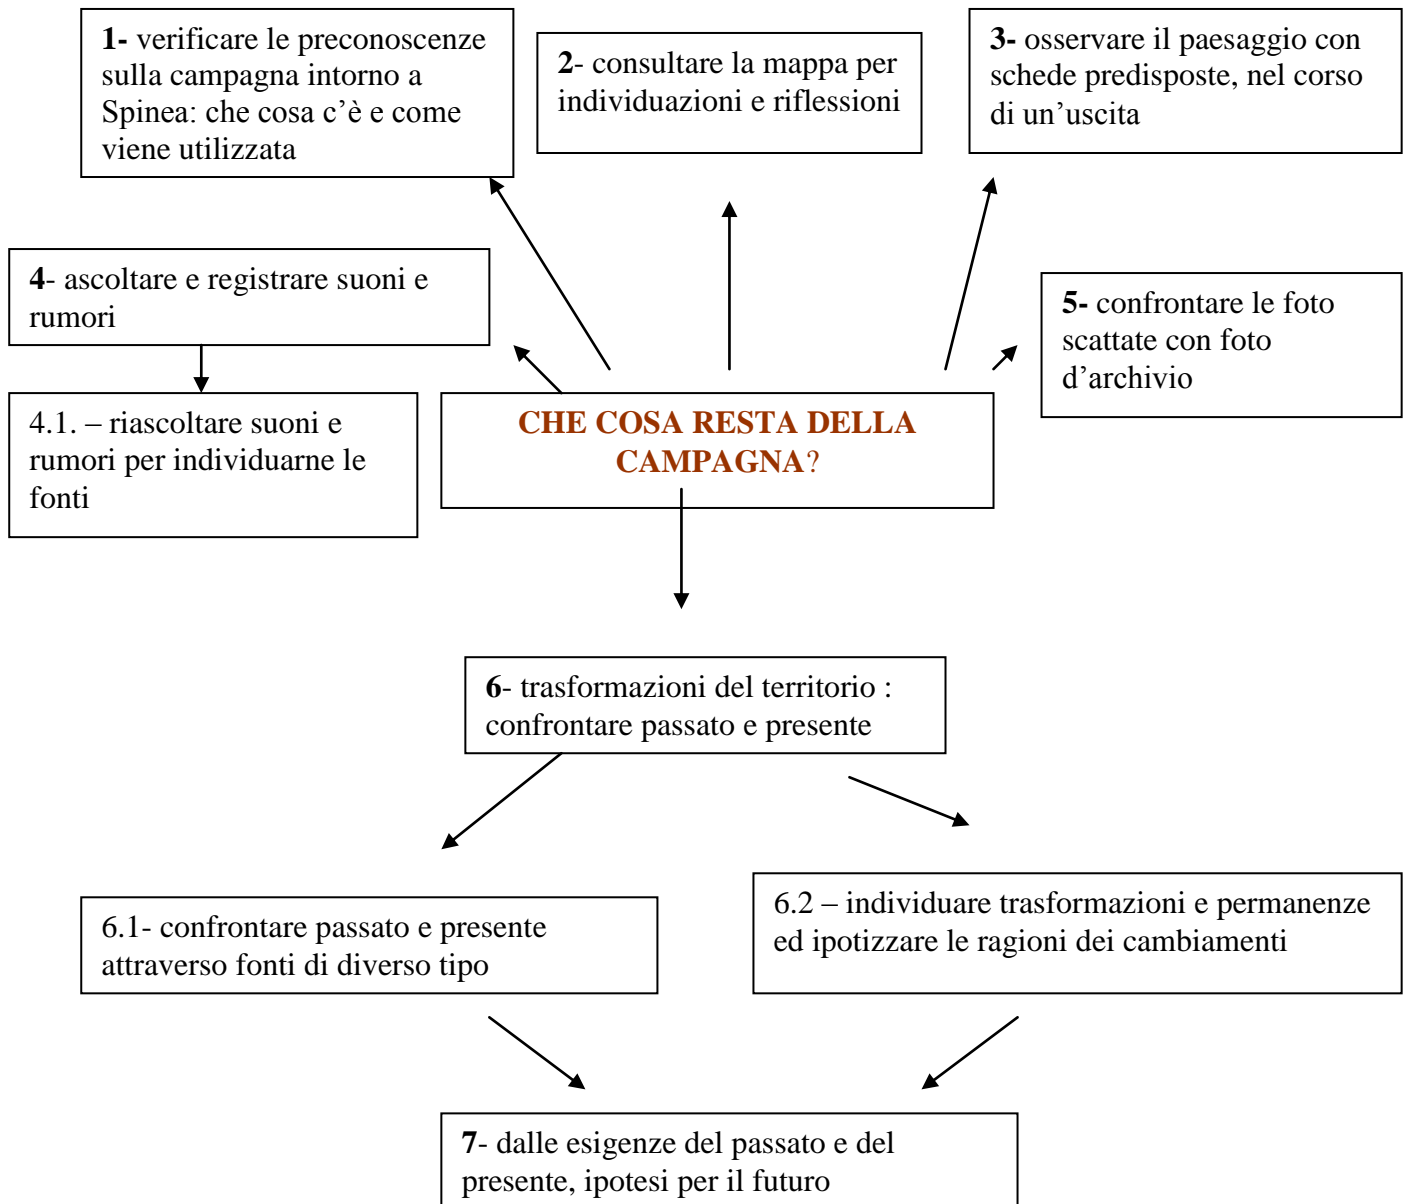 1- verificare le preconoscenze
sulla campagna intorno a
Spinea: che cosa c’è e come
viene utilizzata
2- consultare la mappa per
individuazioni e riflessioni
3- osservare il paesaggio con
schede predisposte, nel corso
di un’uscita
4- ascoltare e registrare suoni e
rumori
5- confrontare le foto
scattate con foto
d’archivio
4.1. – riascoltare suoni e
rumori per individuarne le
fonti
CHE COSA RESTA DELLA
CAMPAGNA?
6- trasformazioni del territorio :
confrontare passato e presente
6.1- confrontare passato e presente
attraverso fonti di diverso tipo
6.2 – individuare trasformazioni e permanenze
ed ipotizzare le ragioni dei cambiamenti
7- dalle esigenze del passato e del
presente, ipotesi per il futuro